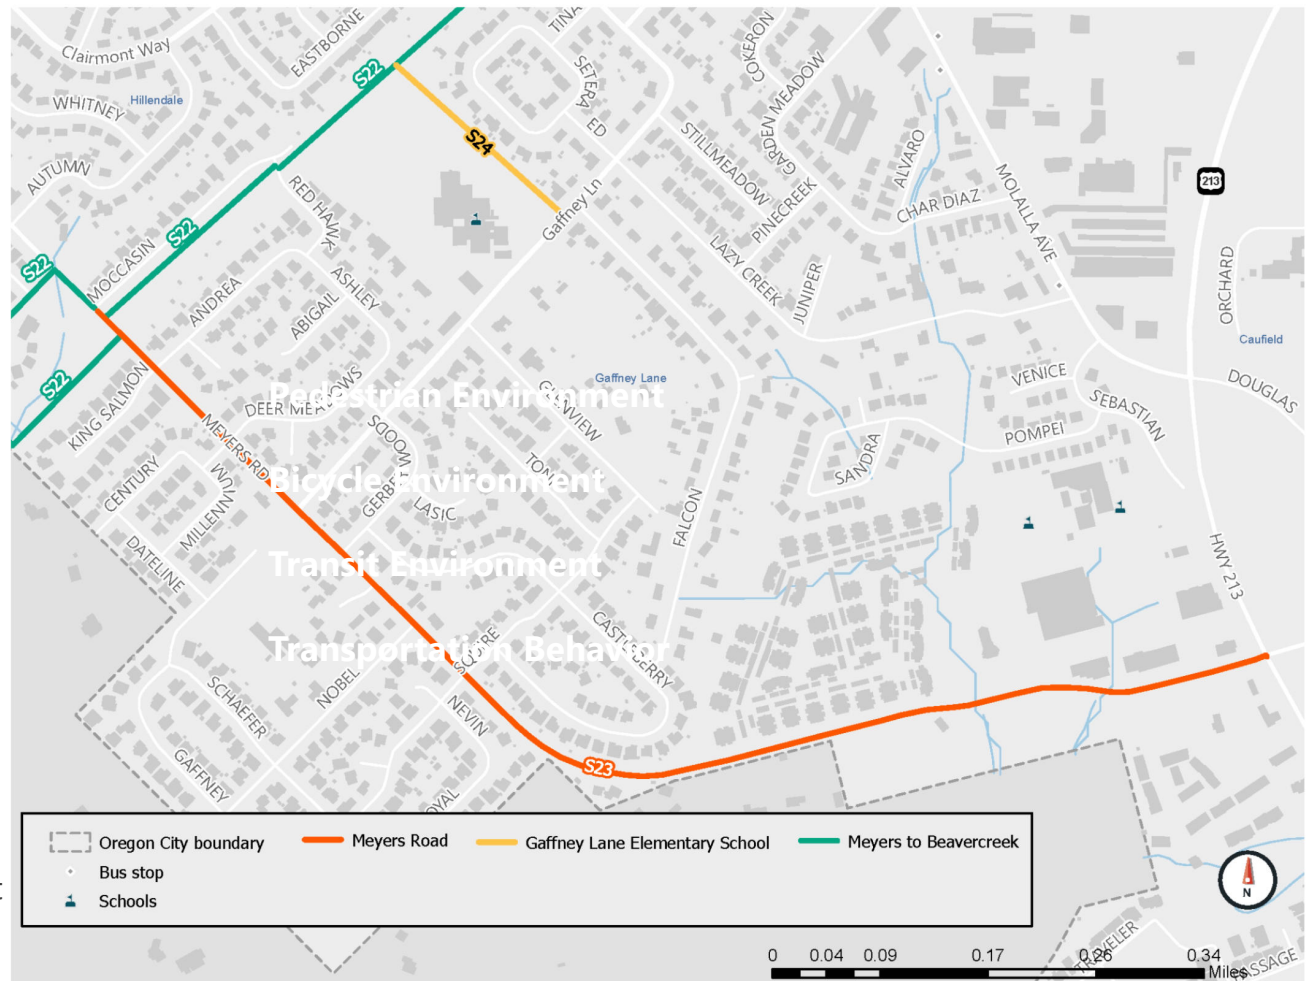 Clairmont Way
EASTBORNE
TINA
COKERON
S22
SETERA
WHITNEY
Hillendale
ED
GARDEN MEADOW
S24
STILLMEADOW
ALVARO
MOLALLA AVE
213
AUTUMN
RED HAWK
Gaffney Ln
PINECREEK
CHAR DIAZ
S22
LAZY CREEK
ORCHARD
S22
MOCCASIN
ANDREA
ASHLEY
ABIGAIL
JUNIPER
Caufield
S22
Gaffney Lane
VENICE
DOUGLAS
Pedestrian Environment
DEER MEADOWS
GLENVIEW
SEBASTIAN
KING SALMON
MEYERS RD
WOODS
POMPEI
SANDRA
CENTURY
MILLENNIUM
Bicycle Environment
LASIC
FALCON
DATELINE
HWY 213
Transit Environment
CASTLEBERRY
Transportation Behavior
SQUIRE
NOBEL
SCHAEFER
NEVIN
GAFFNEY
S23
Oregon City boundary
Meyers Road
Gaffney Lane Elementary School
Meyers to Beavercreek
Bus stop
Schools
N
TRAVELER
0 0.04 0.09 0.17 0.26 0.34
Miles